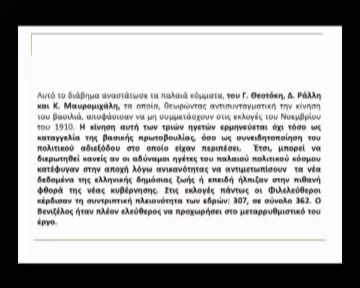 Αυτό το διάβημα αναστάτωσε τα παλαιά κόμματα, του Γ. Θεοτόκη, Δ. Ράλλη
και Κ. Μαυρομιχάλη, τα οποία, θεωρώντας αντισυνταγματική την κίνηση
του βασιλιά, αποφάσισαν να μη συμμετάσχουν στις εκλογές του Νοεμβρίου
του 1910. Η κίνηση αυτή των τριών ηγετών ερμηνεύεται όχι τόσο ως
καταγγελία της βασικής πρωτοβουλίας, όσο ως συνειδητοποίηση του
πολιτικού αδιεξόδου στο οποίο είχαν περιπέσει. Έτσι, μπορεί να
διερωτηθεί κανείς αν οι αδύναμοι ηγέτες του παλαιού πολιτικού κόσμου
κατέφυγαν στην αποχή λόγω ανικανότητας να αντιμετωπίσουν τα νέα
δεδομένα της ελληνικής δημόσιας ζωής ή επειδή ήλπιζαν στην πιθανή
φθορά της νέας κυβέρνησης. Στις εκλογές πάντως οι Φιλελεύθεροι
κέρδισαν τη συντριπτική πλειονότητα των εδρών: 307, σε σύνολο 362. Ο
Βενιζέλος ήταν πλέον ελεύθερος να προχωρήσει στο μεταρρυθμιστικό του
έργο.